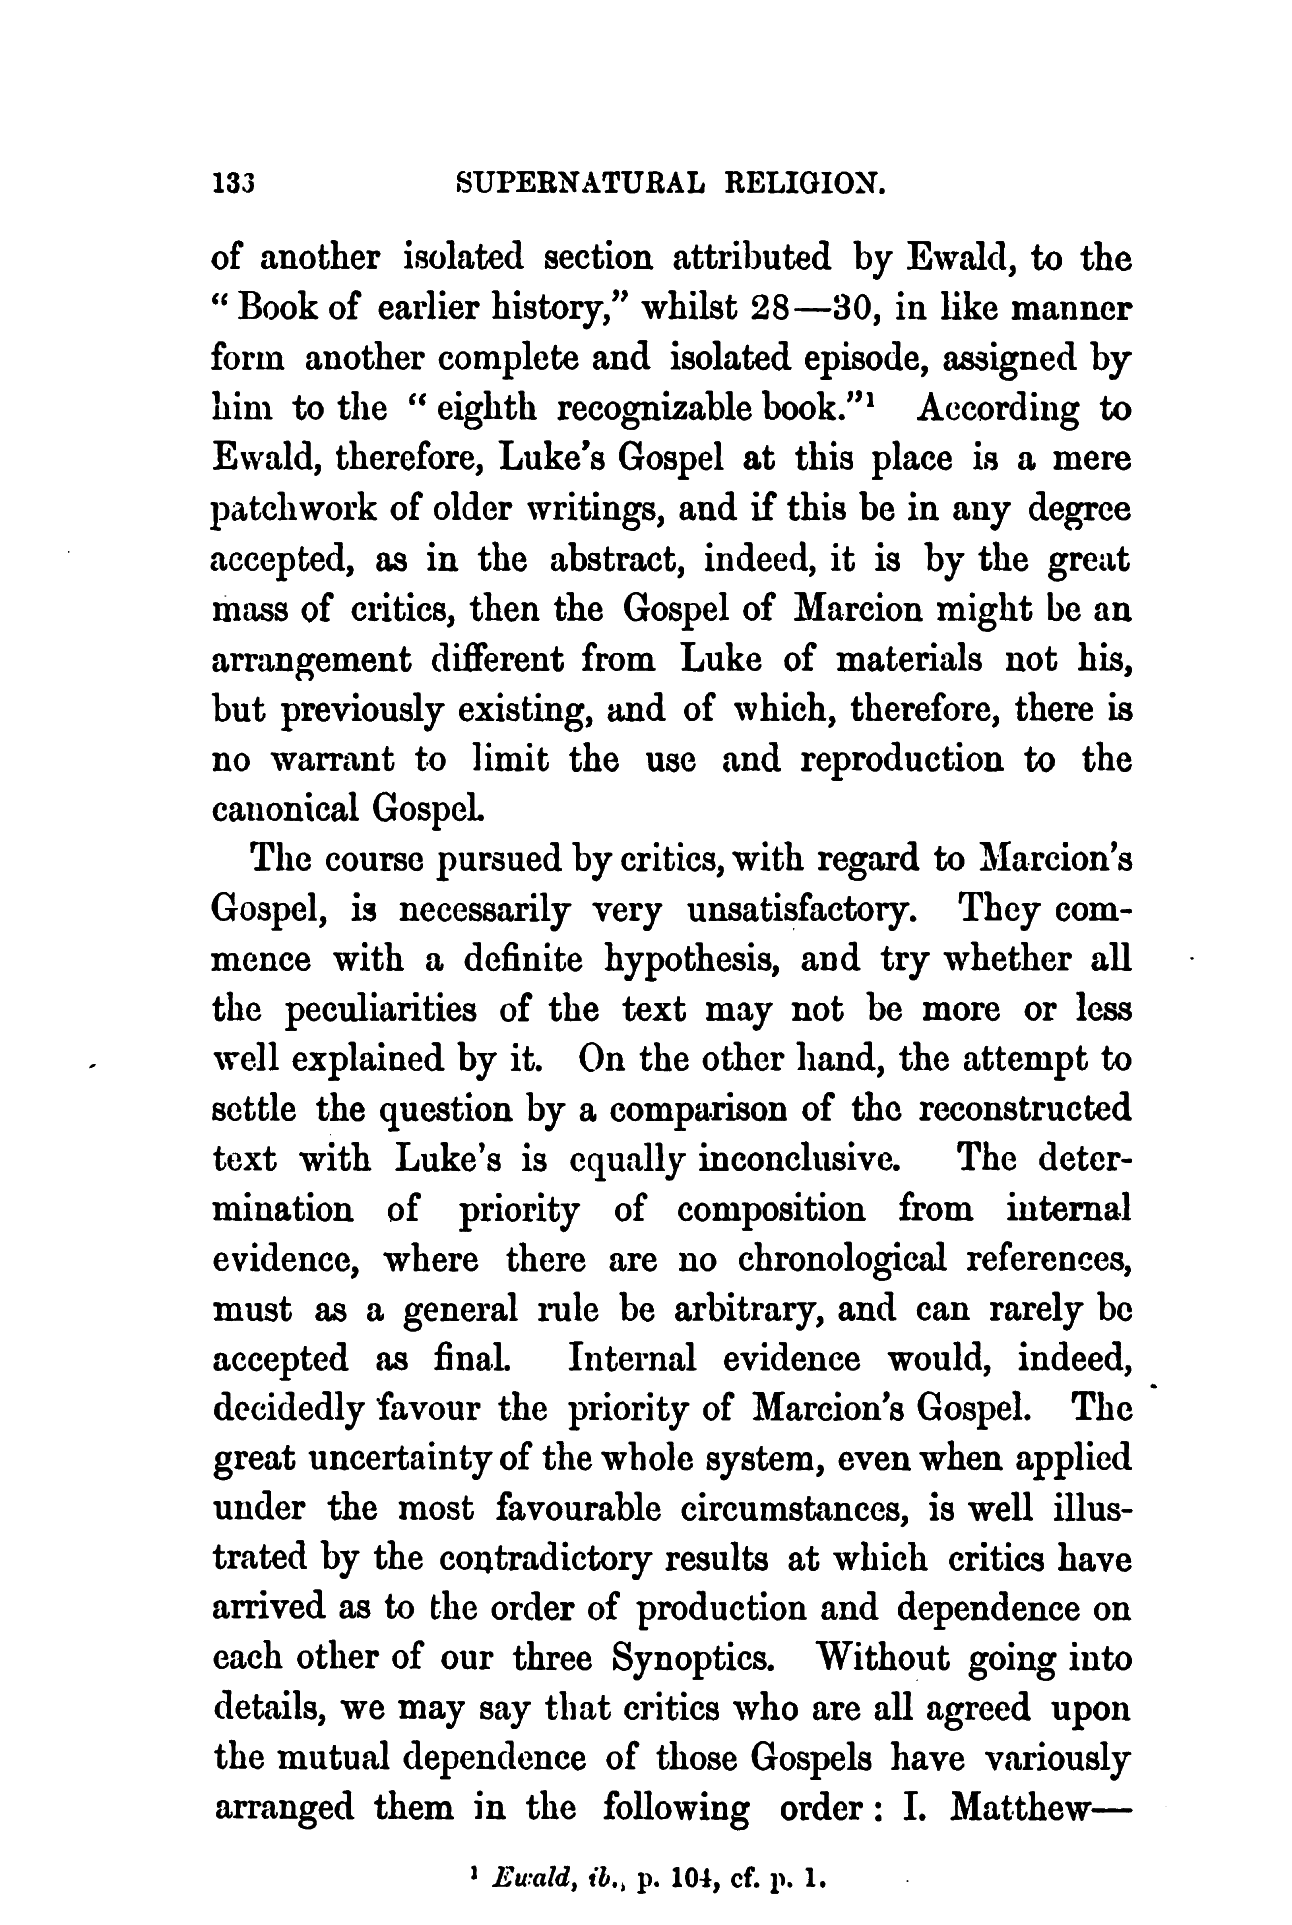 133 SUPERNATURAL RELIGION.
of another isolated section attributed by Ewald, to the
“ Book of earlier history,” whilst 28—30, in like manner
form another complete and isolated episode, assigned by
him to the “ eighth recognizable book.”¹ According to
Ewald, therefore, Luke’s Gospel at this place is a mere
patchwork of older writings, and if this be in any degree
accepted, as in the abstract, indeed, it is by the great
mass of critics, then the Gospel of Marcion might be an
arrangement different from Luke of materials not his,
but previously existing, and of which, therefore, there is
no warrant to limit the use and reproduction to the
canonical Gospel.
The course pursued by critics, with regard to Marcion’s
Gospel, is necessarily very unsatisfactory. They com-
mence with a definite hypothesis, and try whether all
the peculiarities of the text may not be more or less
well explained by it. On the other hand, the attempt to
settle the question by a comparison of the reconstructed
text with Luke’s is equally inconclusive. The deter-
mination of priority of composition from internal
evidence, where there are no chronological references,
must as a general rule be arbitrary, and can rarely be
accepted as final. Internal evidence would, indeed,
decidedly favour the priority of Marcion’s Gospel. The
great uncertainty of the whole system, even when applied
under the most favourable circumstances, is well illus-
trated by the contradictory results at which critics have
arrived as to the order of production and dependence on
each other of our three Synoptics. Without going into
details, we may say that critics who are all agreed upon
the mutual dependence of those Gospels have variously
arranged them in the following order : I. Matthew—
¹ Ewald, ib., p. 104, cf. p. 1.